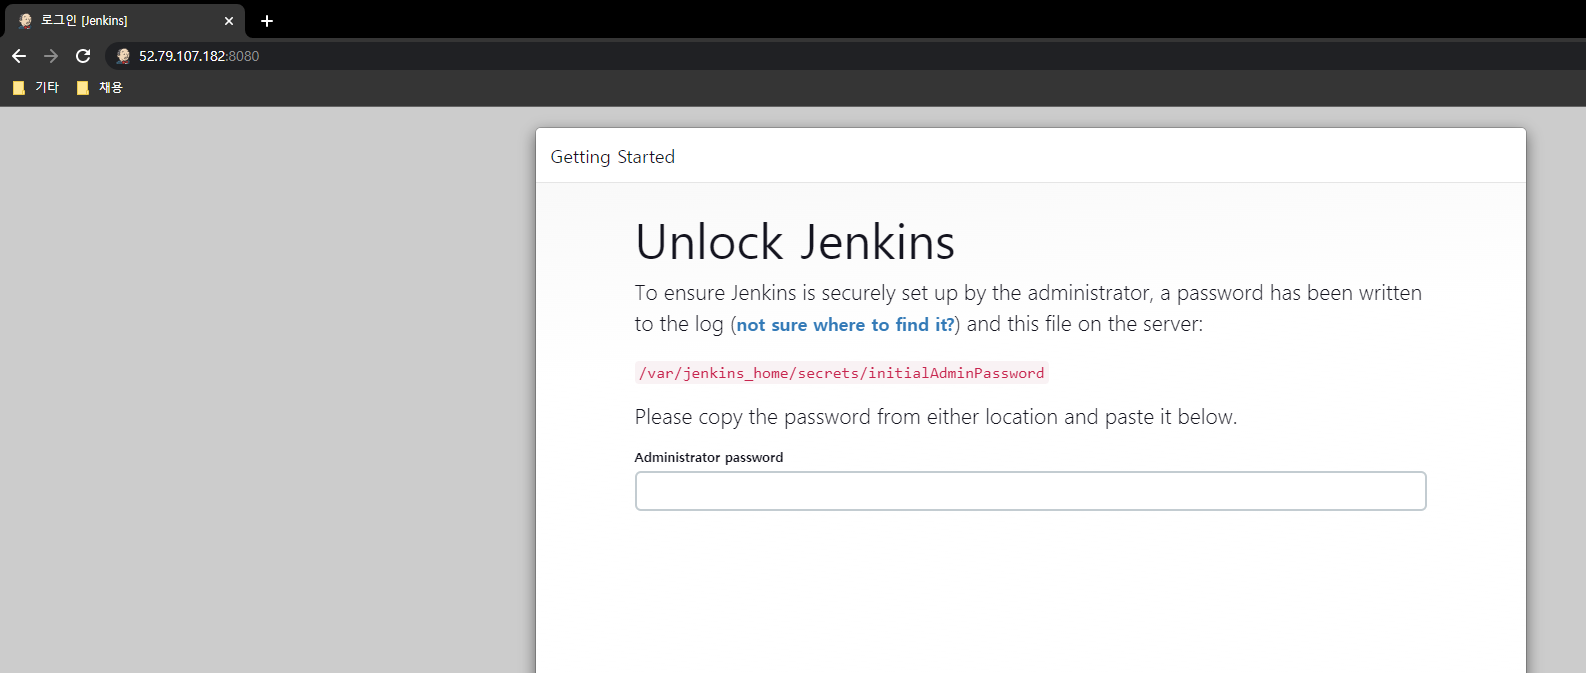 로그인 [Jenkins]
52.79.107.182:8080
기타 채용
Getting Started
Unlock Jenkins
To ensure Jenkins is securely set up by the administrator, a password has been written
to the log (not sure where to find it?) and this file on the server:
/var/jenkins_home/secrets/initialAdminPassword
Please copy the password from either location and paste it below.
Administrator password